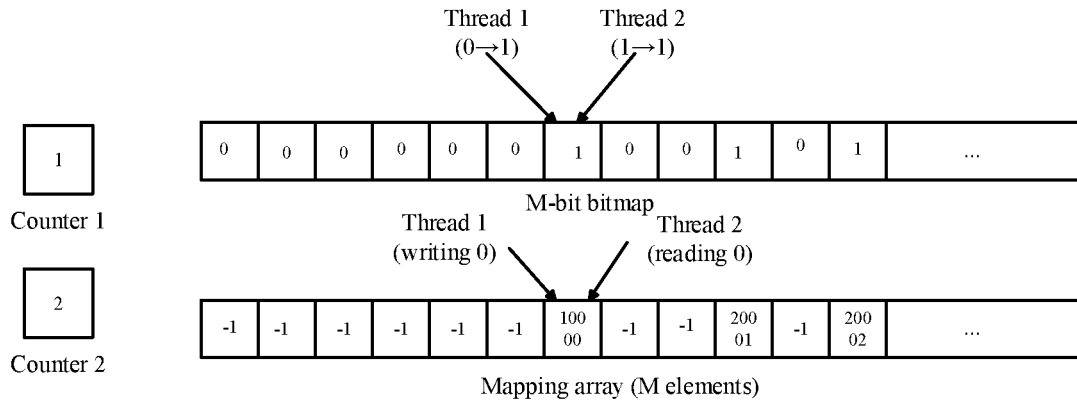 Thread 1 Thread 2
(0→1) (1→1)
1 0 0 0 0 0 0 1 0 0 1 0 1 ...
Counter 1
M-bit bitmap
Thread 1 Thread 2
(writing 0) (reading 0)
2
-1 -1 -1 -1 -1 -1 100 -1 -1 200 -1 200 ...
00 01 02
Counter 2
Mapping array (M elements)